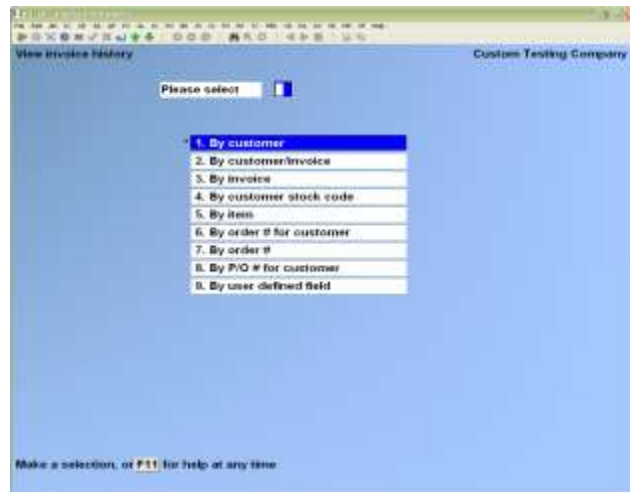 View invoice history
Custom Testing Company
Please select
1. By customer
2. By customer/invoice
3. By invoice
4. By customer stock code
5. By item
6. By order # for customer
7. By order #
8. By P/O # for customer
9. By user defined field
Make a selection, or F11 for help at any time